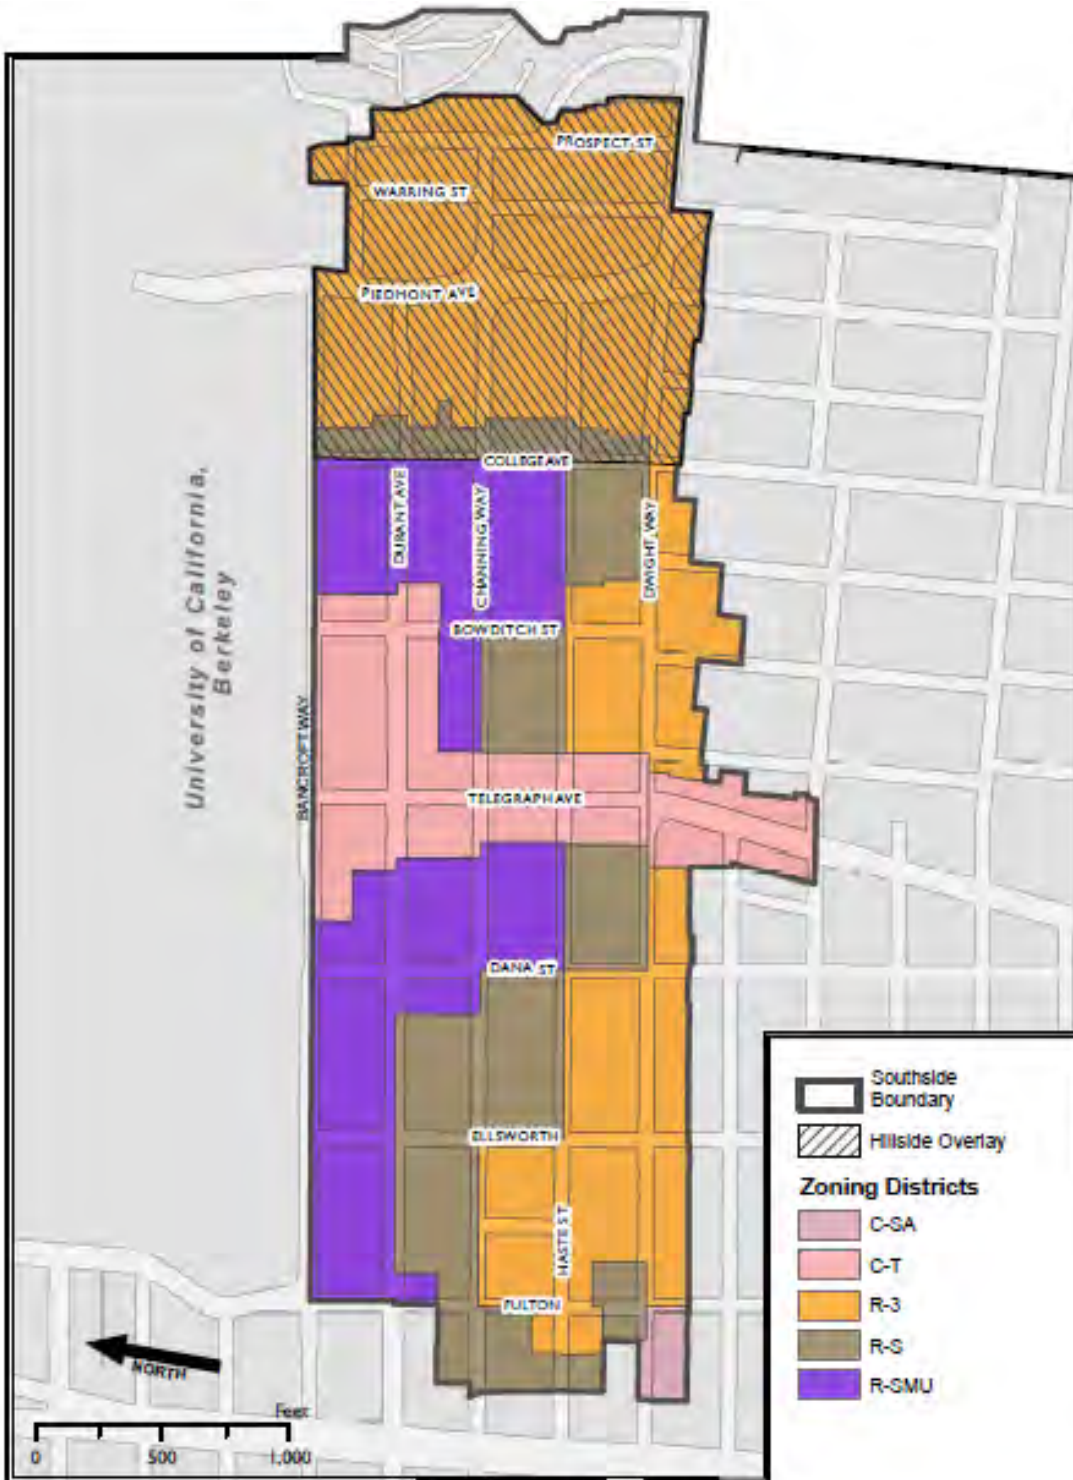 PROSPECT ST
WARRING ST
PIEDMONT AVE
COLLEGE AVE
DURANT AVE
CHANNING WAY
DWIGHT WAY
BOWDITCH ST
University of California,
Berkeley
BANCROFT WAY
TELEGRAPH AVE
DANA ST
ELLSWORTH
HASTE ST
FULTON
NORTH
Feet
0 500 1,000
Southside
Boundary
Hillside Overlay
Zoning Districts
C-SA
C-T
R-3
R-S
R-SMU